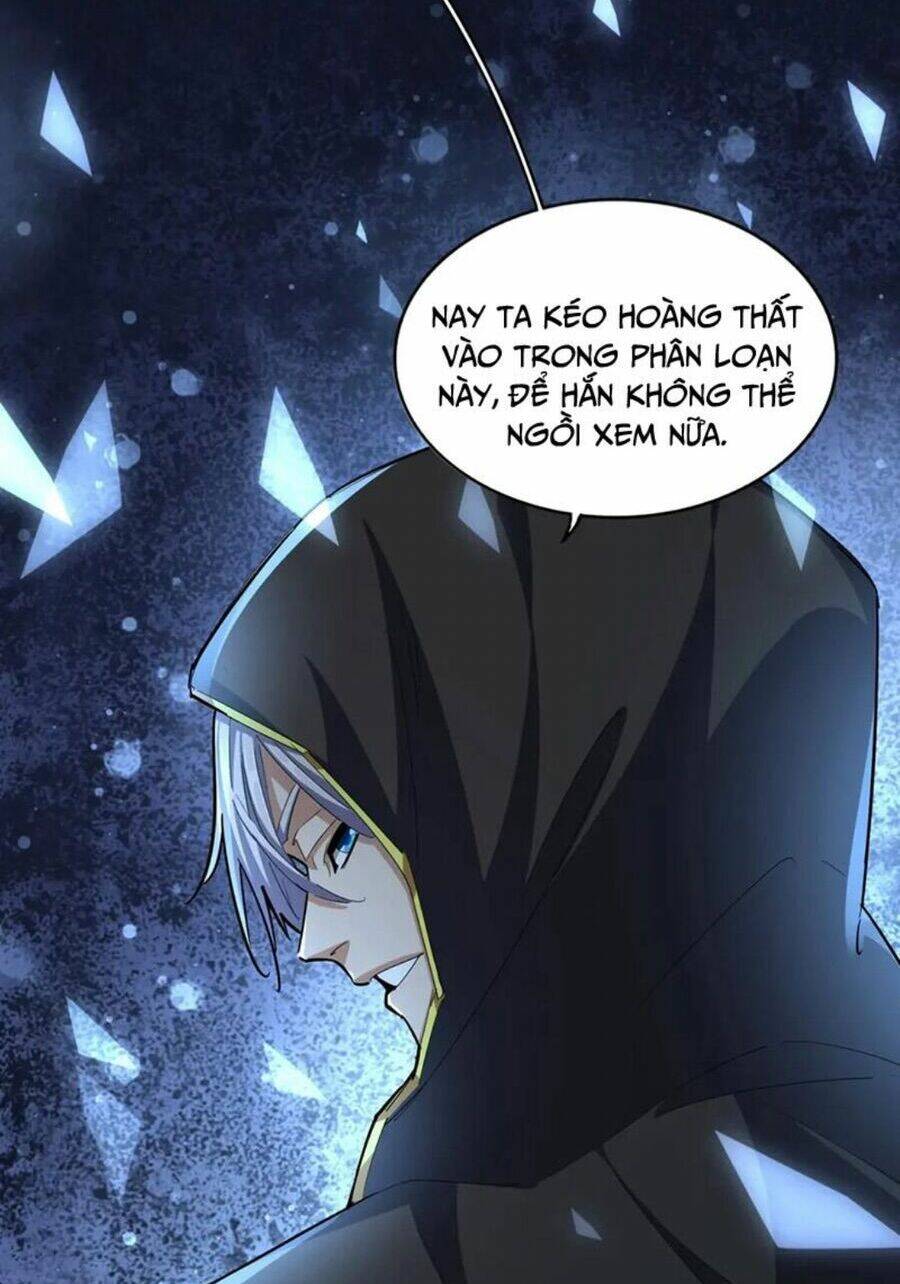 NAY TA KÉO HOÀNG THẤT
VÀO TRONG PHÂN LOẠN
NÀY, ĐỂ HẮN KHÔNG THỂ
NGỒI XEM NỮA.